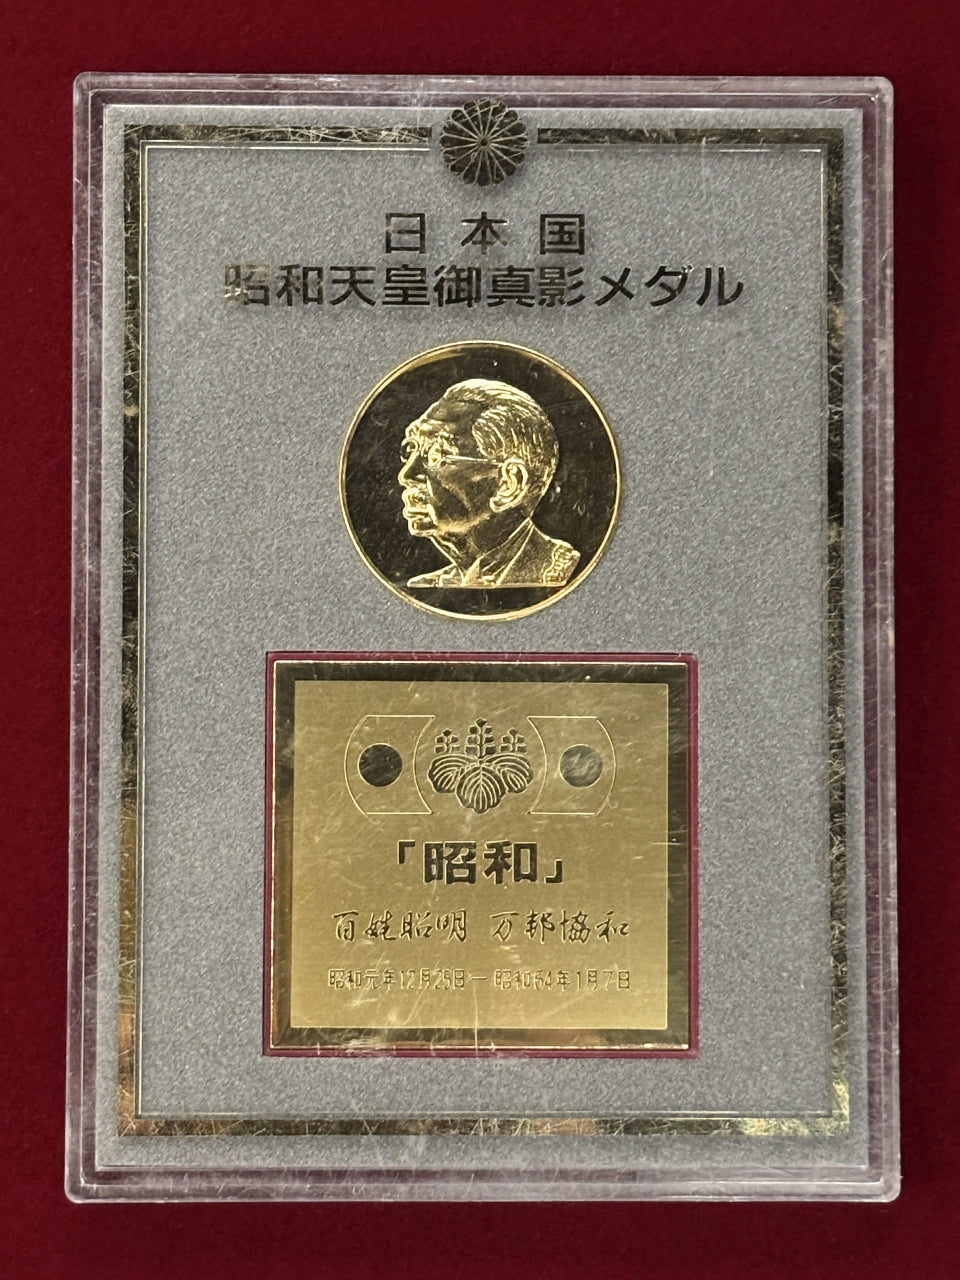 日本国
昭和天皇御真影メダル
「昭和」
百姓昭明 万邦協和
昭和元年12月25日ー昭和64年1月7日